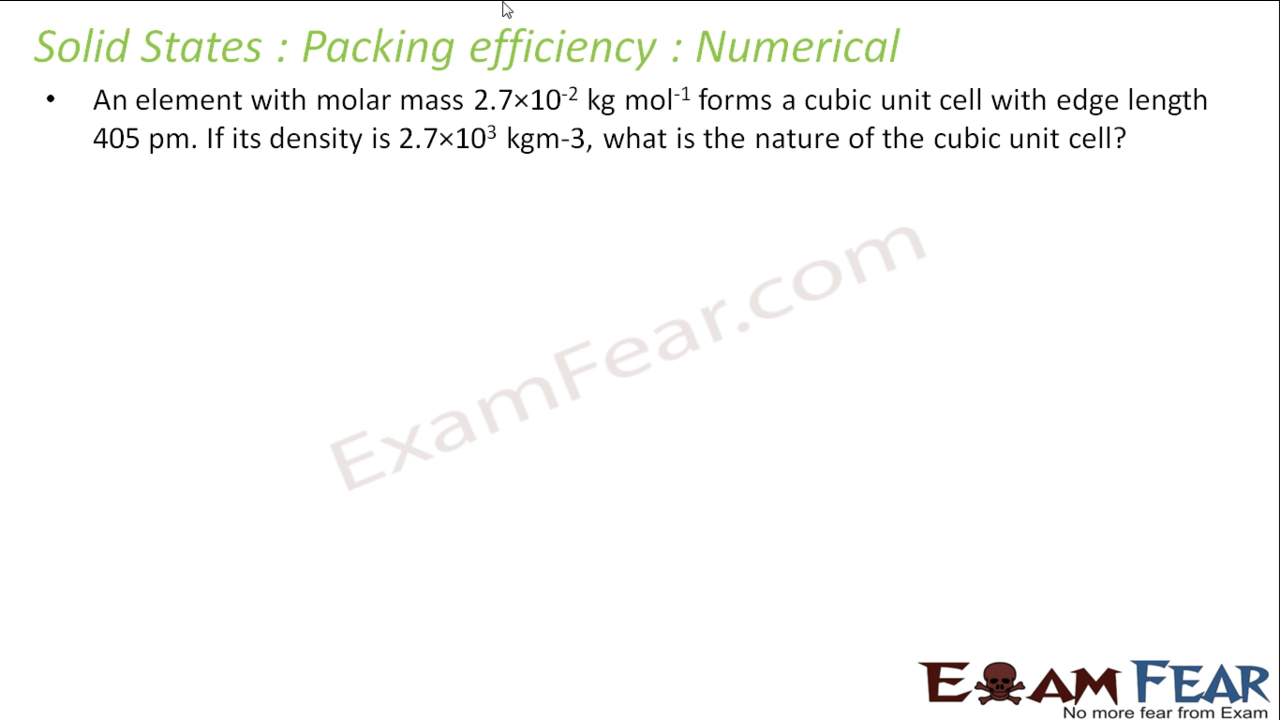 Solid States : Packing efficiency : Numerical
• An element with molar mass 2.7×10⁻² kg mol⁻¹ forms a cubic unit cell with edge length
405 pm. If its density is 2.7×10³ kgm-3, what is the nature of the cubic unit cell?
ExamFear.com
EXAM FEAR
No more fear from Exam